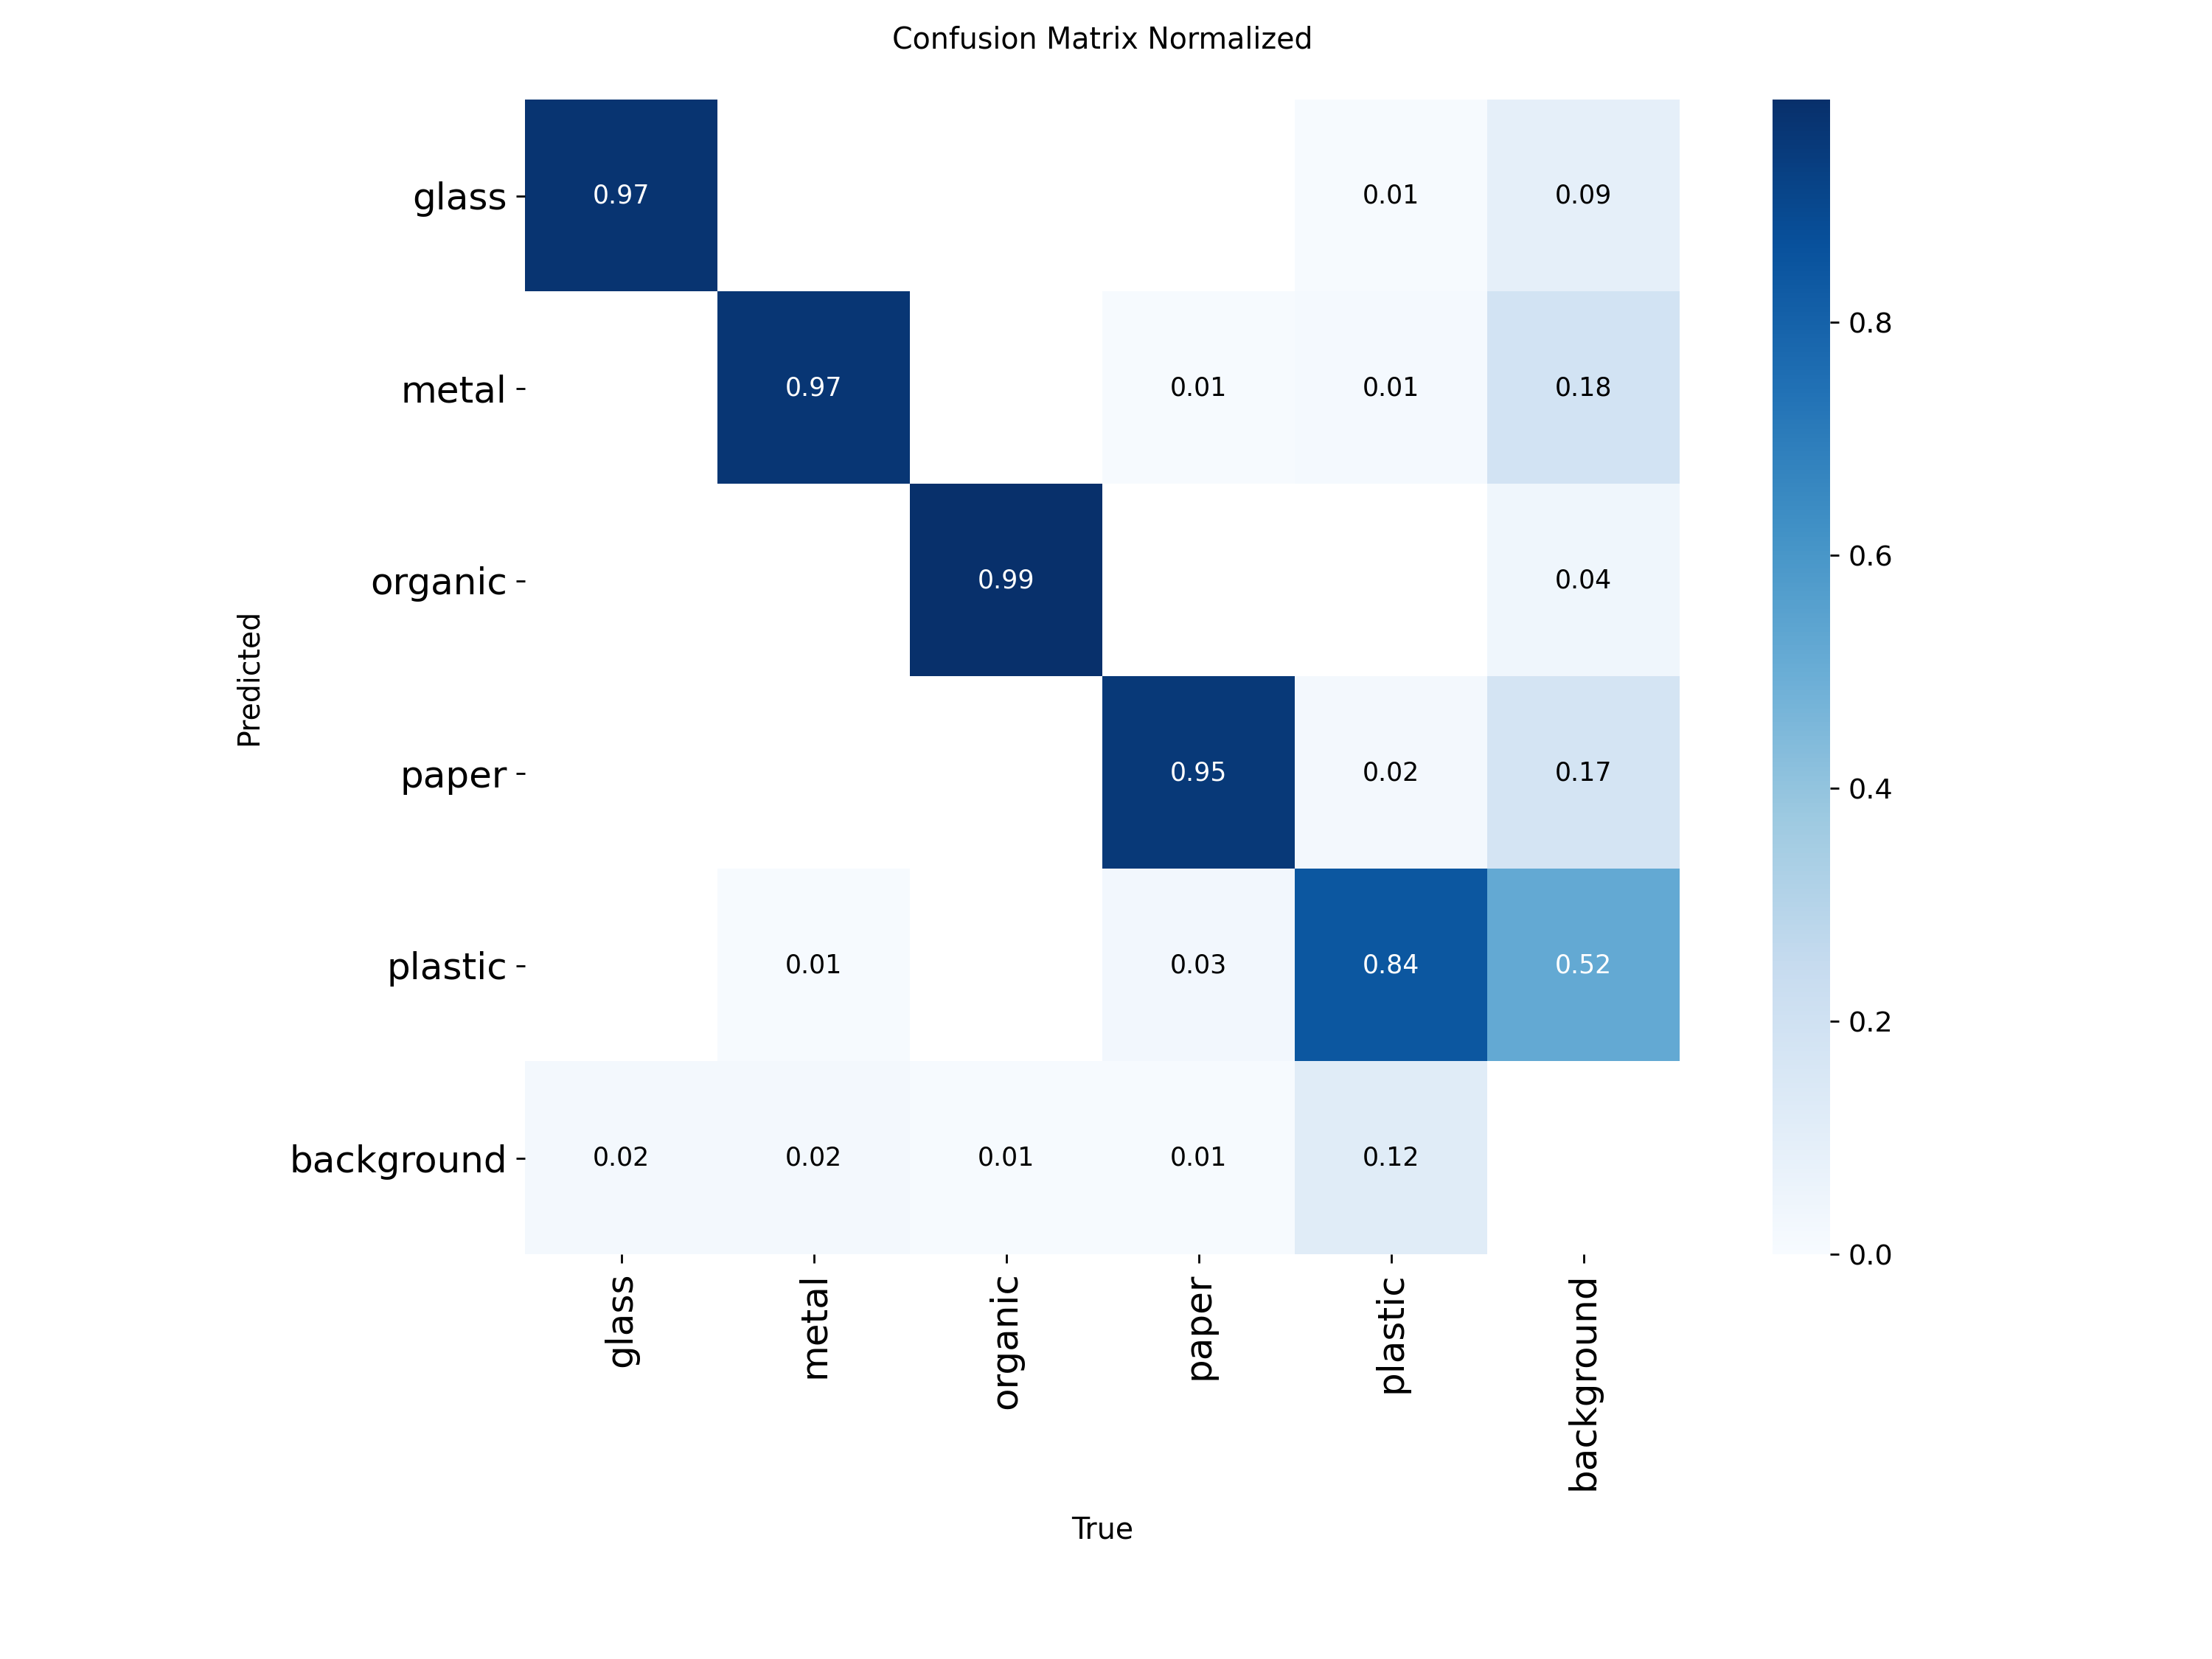 Confusion Matrix Normalized
Predicted
glass
0.97
0.01
0.09
metal
0.97
0.01
0.01
0.18
organic
0.99
0.04
paper
0.95
0.02
0.17
plastic
0.01
0.03
0.84
0.52
background
0.02
0.02
0.01
0.01
0.12
glass
metal
organic
paper
plastic
background
True
0.8
0.6
0.4
0.2
0.0